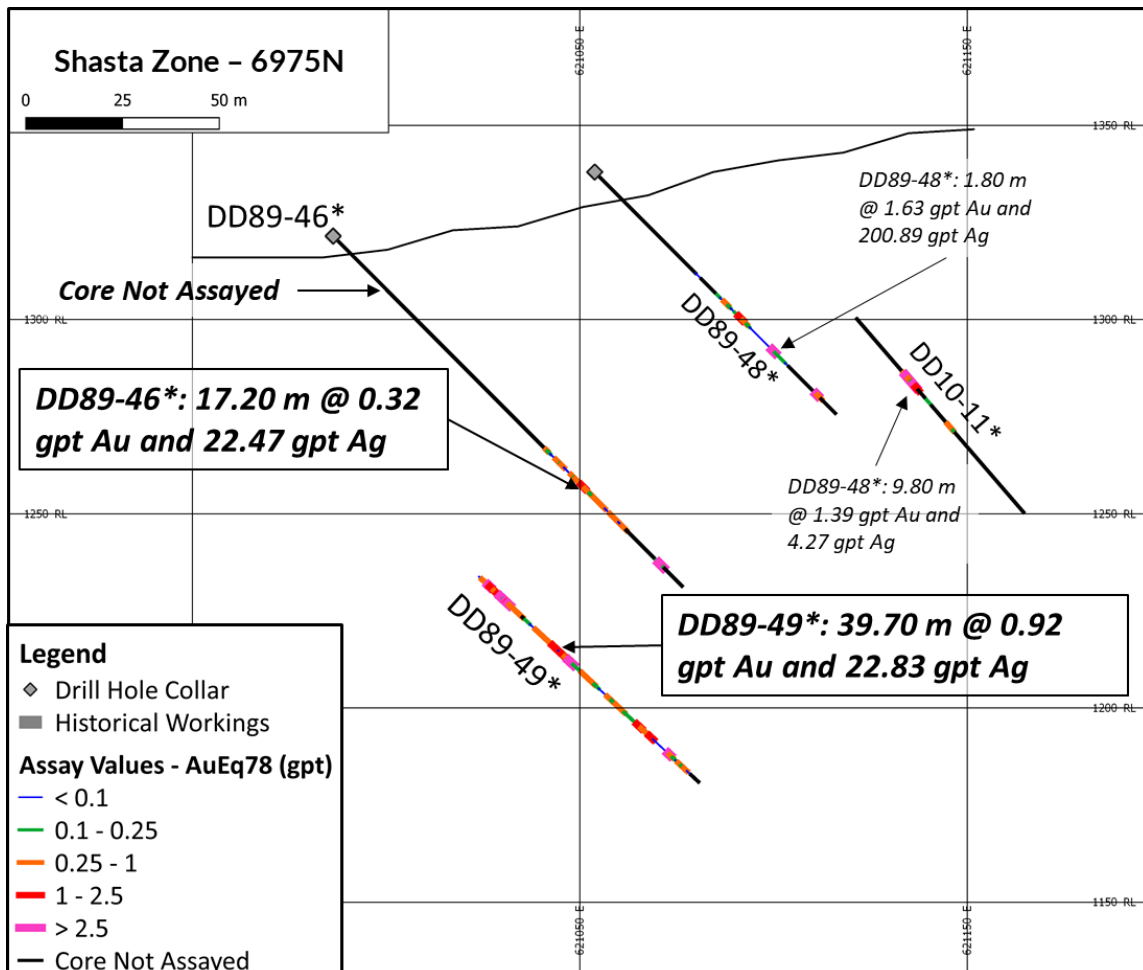 Shasta Zone – 6975N
0 25 50 m
621050 E
621150 E
1350 RL
DD89-46*
Core Not Assayed
DD89-48*: 1.80 m
@ 1.63 gpt Au and
200.89 gpt Ag
1300 RL
1300 RL
DD89-48*
DD10-11*
DD89-46*: 17.20 m @ 0.32
gpt Au and 22.47 gpt Ag
DD89-48*: 9.80 m
@ 1.39 gpt Au and
4.27 gpt Ag
1250 RL
1250 RL
DD89-49*
DD89-49*: 39.70 m @ 0.92
gpt Au and 22.83 gpt Ag
1200 RL
Legend
Drill Hole Collar
Historical Workings
Assay Values - AuEq78 (gpt)
< 0.1
0.1 - 0.25
0.25 - 1
1 - 2.5
> 2.5
Core Not Assayed
1150 RL
621050 E
621150 E